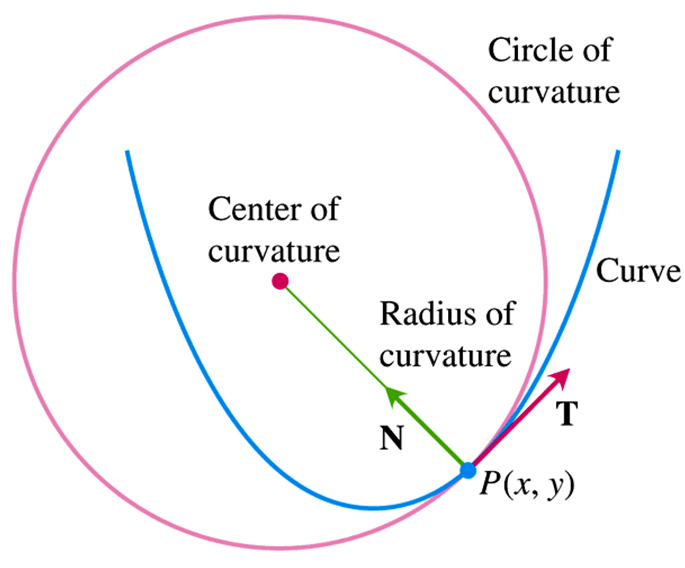 Circle of
curvature
Center of
curvature
Curve
Radius of
curvature
T
N
P(x, y)